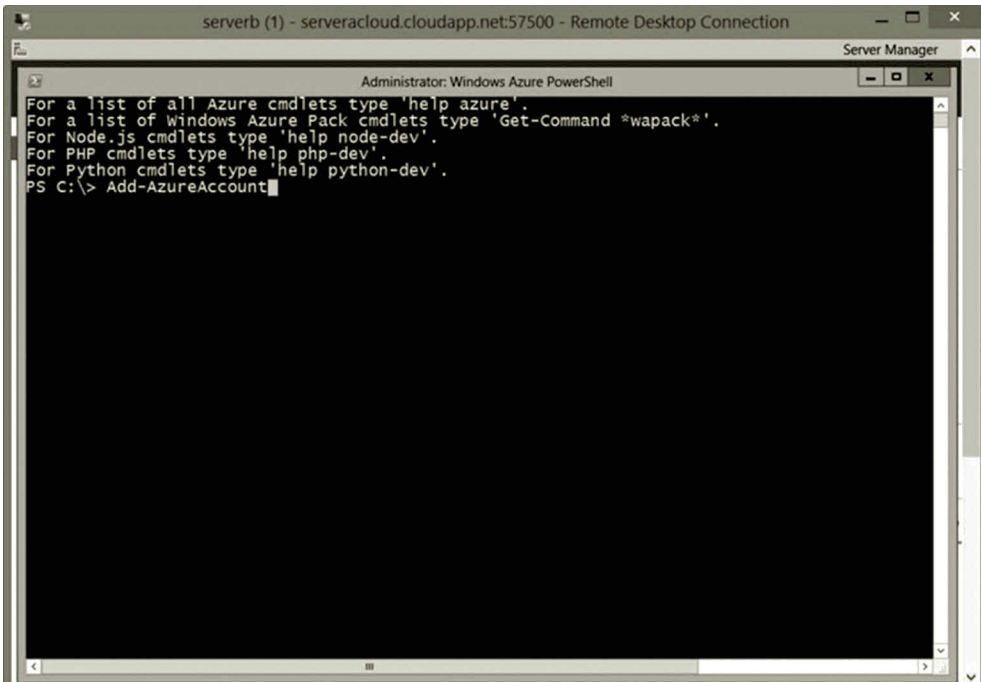 serverb (1) - serveracloud.cloudapp.net:57500 - Remote Desktop Connection
Server Manager
Administrator: Windows Azure PowerShell
For a list of all Azure cmdlets type 'help azure'.
For a list of Windows Azure Pack cmdlets type 'Get-Command *wapack*'.
For Node.js cmdlets type 'help node-dev'.
For PHP cmdlets type 'help php-dev'.
For Python cmdlets type 'help python-dev'.
PS C:\> Add-AzureAccount